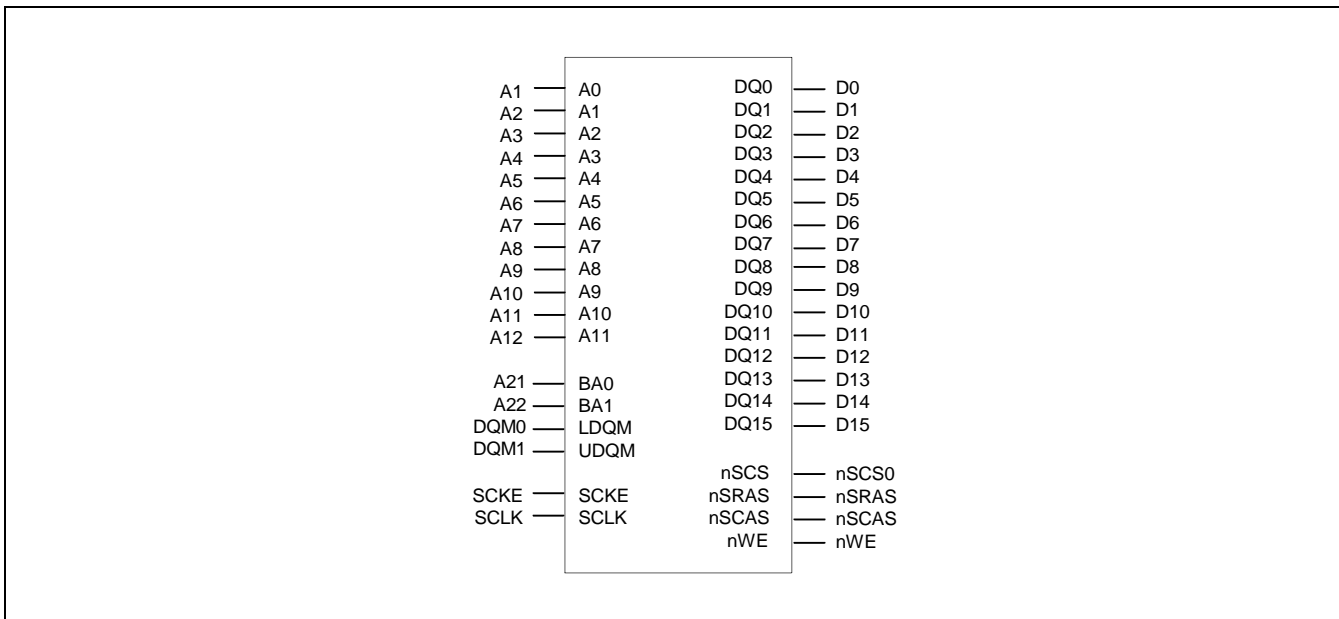 A1 A0 DQ0 D0
A2 A1 DQ1 D1
A3 A2 DQ2 D2
A4 A3 DQ3 D3
A5 A4 DQ4 D4
A6 A5 DQ5 D5
A7 A6 DQ6 D6
A8 A7 DQ7 D7
A9 A8 DQ8 D8
A10 A9 DQ9 D9
A11 A10 DQ10 D10
A12 A11 DQ11 D11
DQ12 D12
A21 BA0 DQ13 D13
A22 BA1 DQ14 D14
DQM0 LDQM DQ15 D15
DQM1 UDQM
nSCS nSCS0
SCKE SCKE nSRAS nSRAS
SCLK SCLK nSCAS nSCAS
nWE nWE